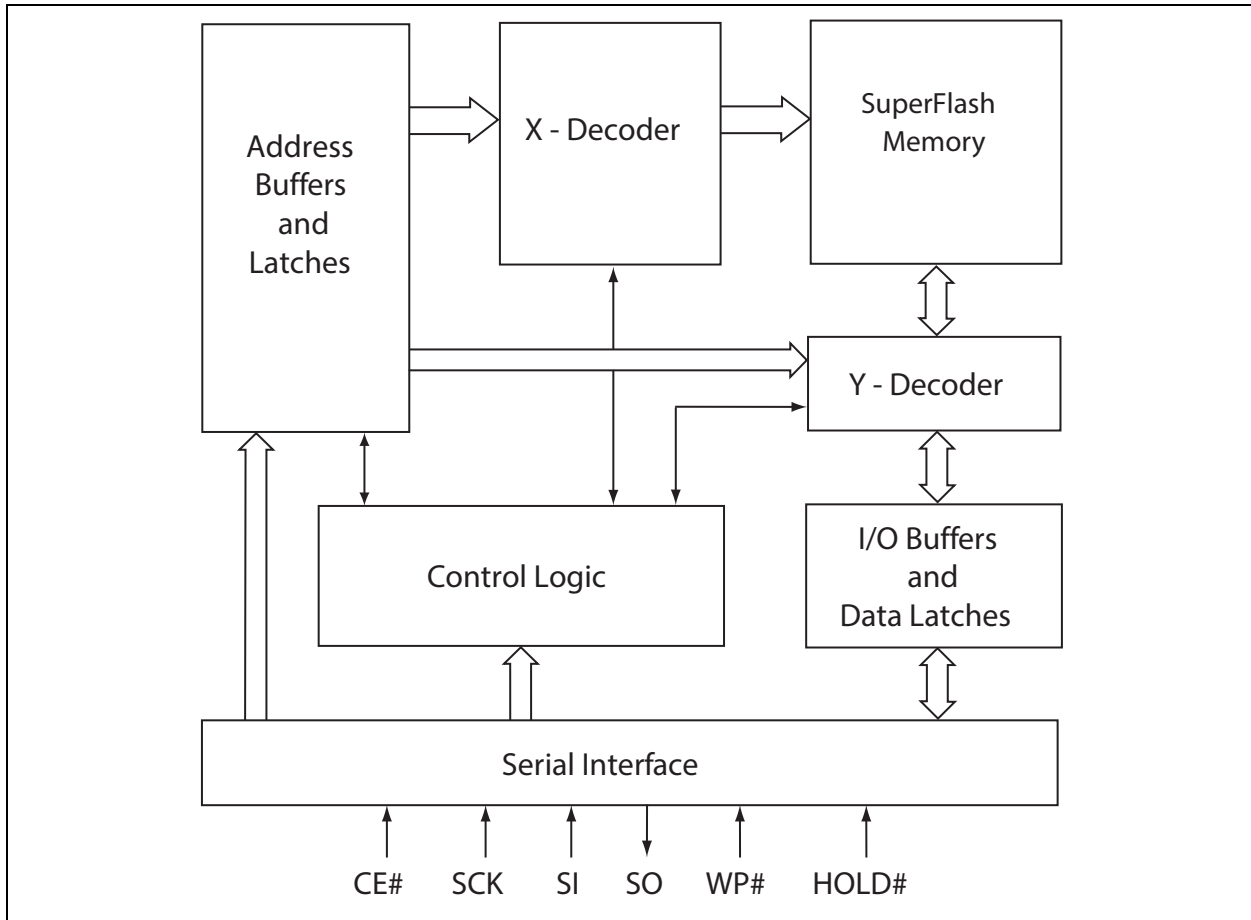 Address
Buffers
and
Latches
X - Decoder
SuperFlash
Memory
Y - Decoder
Control Logic
I/O Buffers
and
Data Latches
Serial Interface
CE# SCK SI SO WP# HOLD#